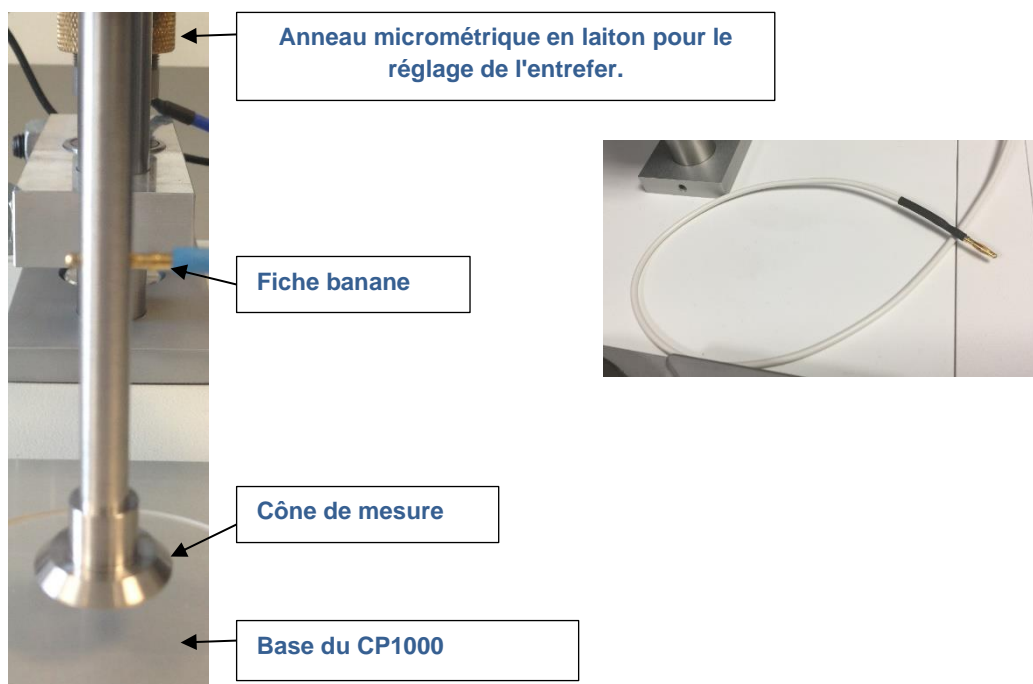 Anneau micrométrique en laiton pour le
réglage de l'entrefer.
Fiche banane
Cône de mesure
Base du CP1000